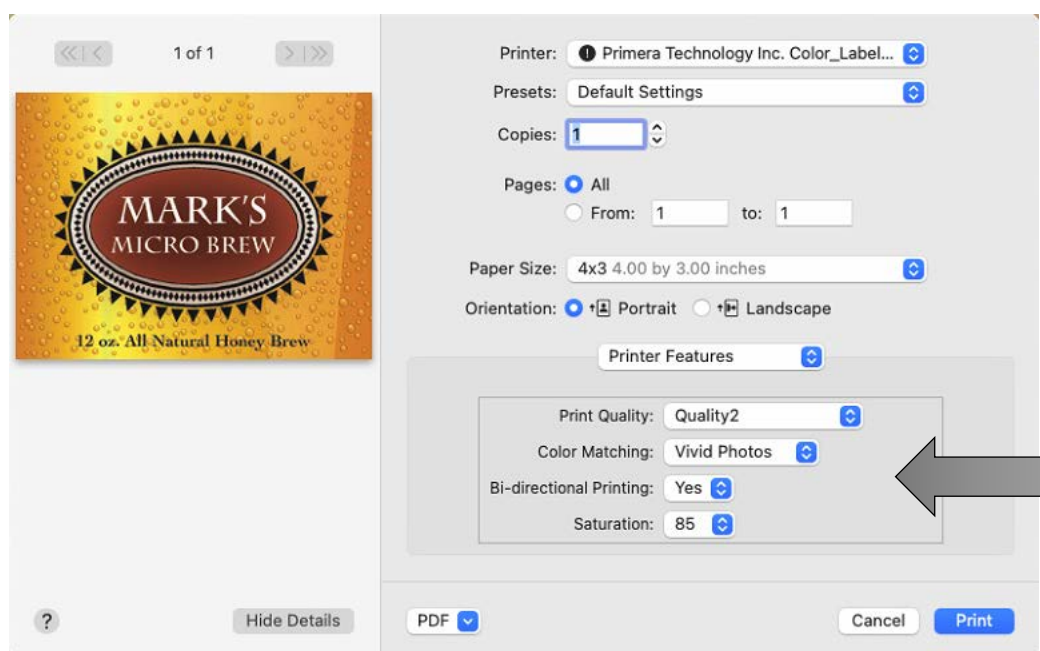 1 of 1
MARK'S
MICRO BREW
12 oz. All Natural Honey Brew
? Hide Details
Printer: Primera Technology Inc. Color_Label...
Presets: Default Settings
Copies: 1
Pages: All
From: 1 to: 1
Paper Size: 4x3 4.00 by 3.00 inches
Orientation: Portrait Landscape
Printer Features
Print Quality: Quality2
Color Matching: Vivid Photos
Bi-directional Printing: Yes
Saturation: 85
PDF Cancel Print